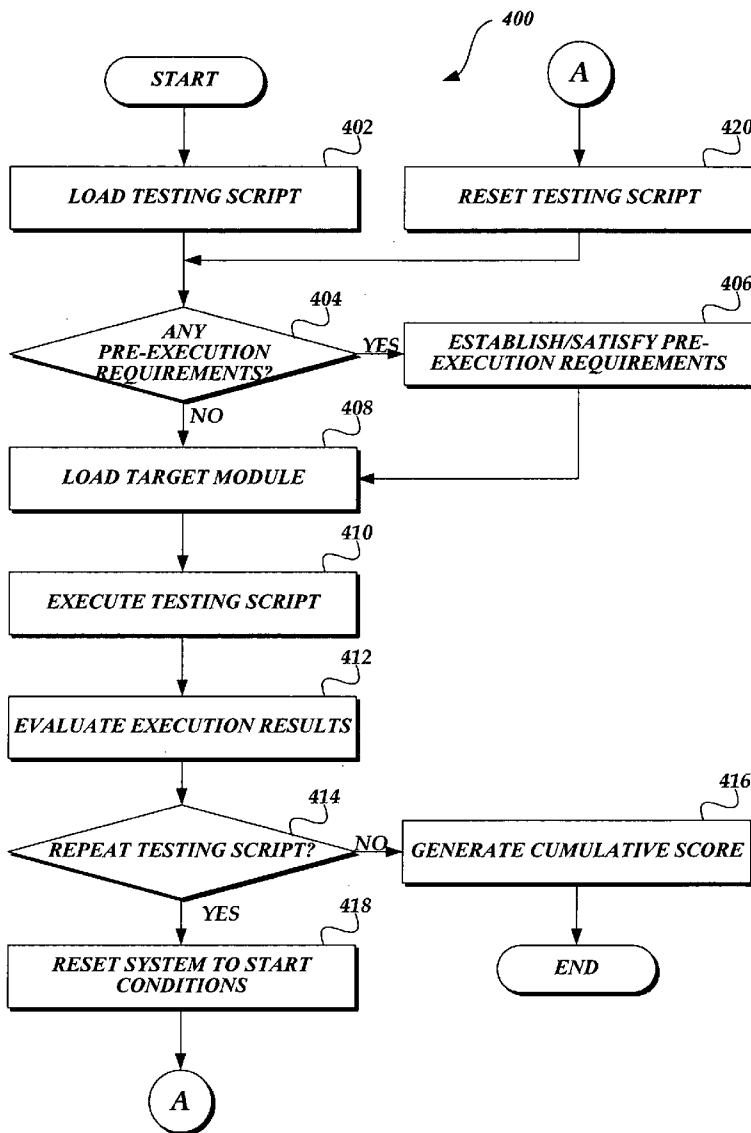 400
START
A
402
LOAD TESTING SCRIPT
420
RESET TESTING SCRIPT
404
ANY
PRE-EXECUTION
REQUIREMENTS?
YES
406
ESTABLISH/SATISFY PRE-
EXECUTION REQUIREMENTS
NO
408
LOAD TARGET MODULE
410
EXECUTE TESTING SCRIPT
412
EVALUATE EXECUTION RESULTS
414
REPEAT TESTING SCRIPT?
NO
416
GENERATE CUMULATIVE SCORE
YES
418
RESET SYSTEM TO START
CONDITIONS
END
A